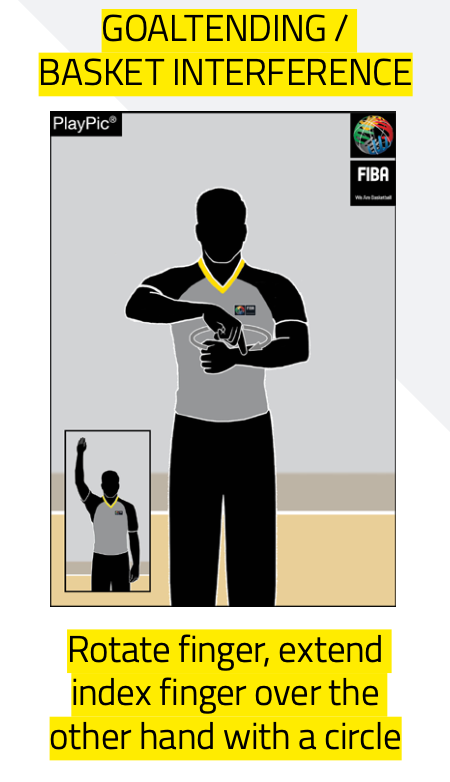 GOALTENDING /
BASKET INTERFERENCE
PlayPic®
FIBA
We Are Basketball
Rotate finger, extend
index finger over the
other hand with a circle